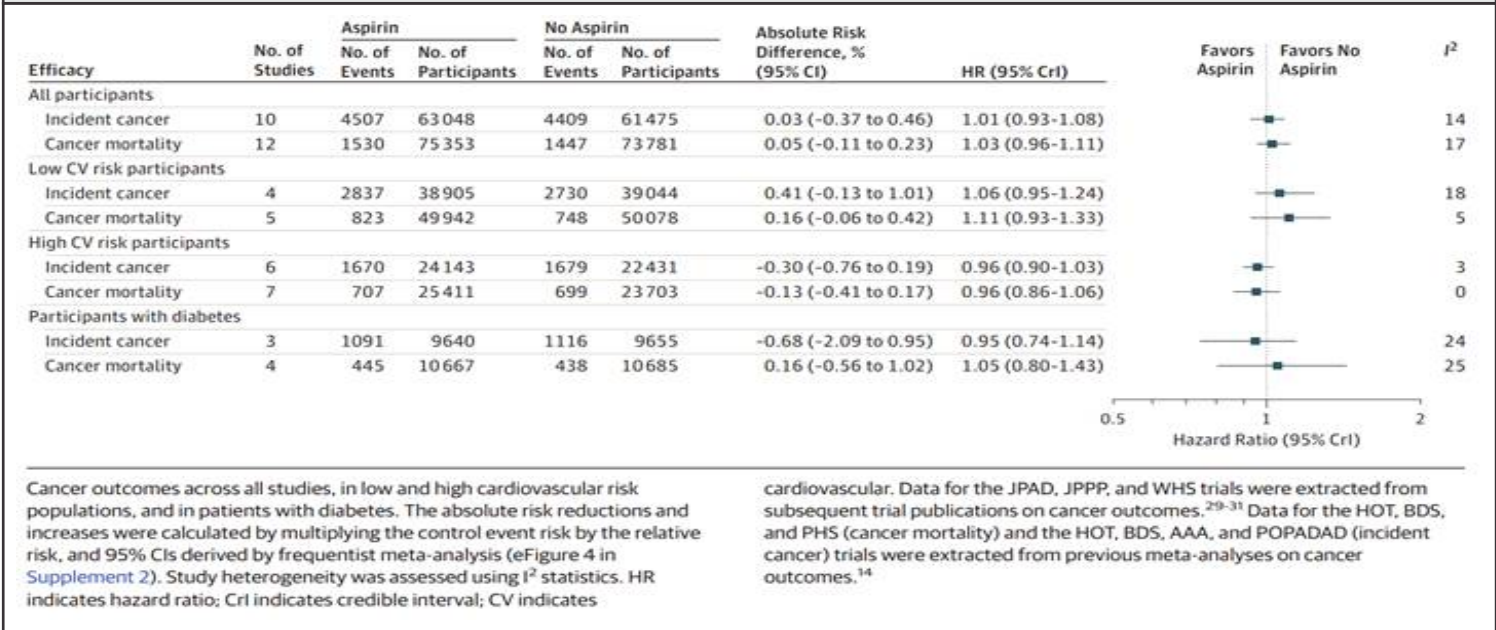 Aspirin No Aspirin Absolute Risk
No. of No. of No. of No. of No. of Difference, % Favors Favors No I²
Efficacy Studies Events Participants Events Participants (95% CI) HR (95% CrI) Aspirin Aspirin
All participants
Incident cancer 10 4507 63048 4409 61475 0.03 (-0.37 to 0.46) 1.01 (0.93-1.08) 14
Cancer mortality 12 1530 75353 1447 73781 0.05 (-0.11 to 0.23) 1.03 (0.96-1.11) 17
Low CV risk participants
Incident cancer 4 2837 38905 2730 39044 0.41 (-0.13 to 1.01) 1.06 (0.95-1.24) 18
Cancer mortality 5 823 49942 748 50078 0.16 (-0.06 to 0.42) 1.11 (0.93-1.33) 5
High CV risk participants
Incident cancer 6 1670 24143 1679 22431 -0.30 (-0.76 to 0.19) 0.96 (0.90-1.03) 3
Cancer mortality 7 707 25411 699 23703 -0.13 (-0.41 to 0.17) 0.96 (0.86-1.06) 0
Participants with diabetes
Incident cancer 3 1091 9640 1116 9655 -0.68 (-2.09 to 0.95) 0.95 (0.74-1.14) 24
Cancer mortality 4 445 10667 438 10685 0.16 (-0.56 to 1.02) 1.05 (0.80-1.43) 25
0.5 1 2
Hazard Ratio (95% CrI)
Cancer outcomes across all studies, in low and high cardiovascular risk
populations, and in patients with diabetes. The absolute risk reductions and
increases were calculated by multiplying the control event risk by the relative
risk, and 95% CIs derived by frequentist meta-analysis (eFigure 4 in
Supplement 2). Study heterogeneity was assessed using I² statistics. HR
indicates hazard ratio; CrI indicates credible interval; CV indicates
cardiovascular. Data for the JPAD, JPPP, and WHS trials were extracted from
subsequent trial publications on cancer outcomes.²⁹⁻³¹ Data for the HOT, BDS,
and PHS (cancer mortality) and the HOT, BDS, AAA, and POPADAD (incident
cancer) trials were extracted from previous meta-analyses on cancer
outcomes.¹⁴